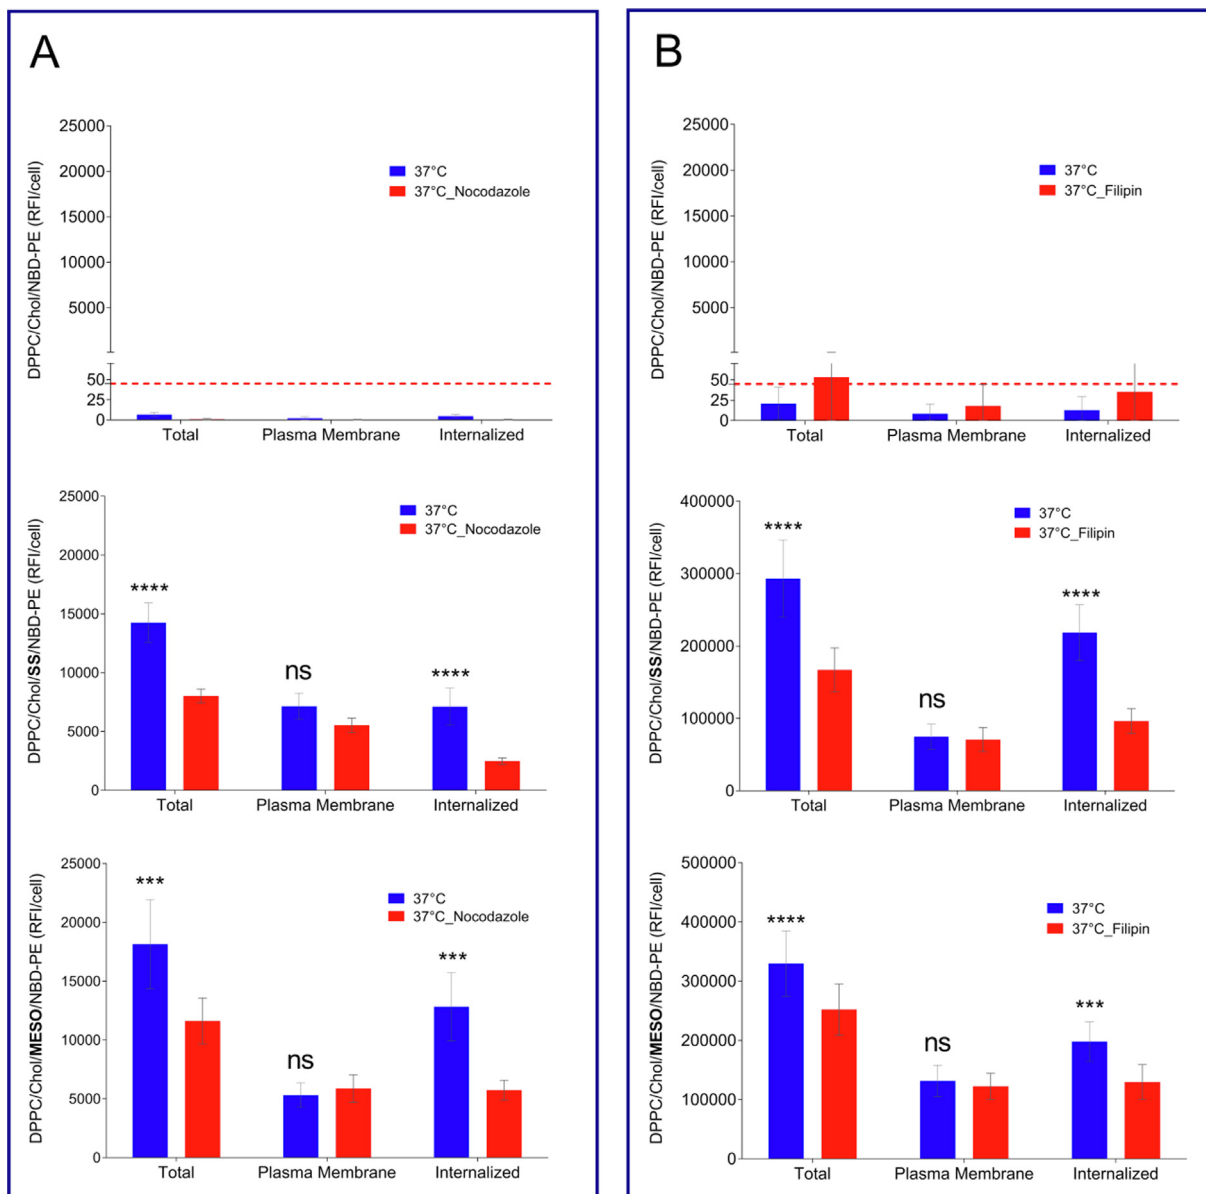 A
DPPC/Chol/NBD-PE (RFI/cell)
25000
20000
15000
10000
5000
50
25
0
37°C
37°C_Nocodazole
Total Plasma Membrane Internalized
DPPC/Chol/SS/NBD-PE (RFI/cell)
25000
20000
15000
10000
5000
0
37°C
37°C_Nocodazole
**** ns ****
Total Plasma Membrane Internalized
DPPC/Chol/MESO/NBD-PE (RFI/cell)
25000
20000
15000
10000
5000
0
37°C
37°C_Nocodazole
*** ns ***
Total Plasma Membrane Internalized
B
DPPC/Chol/NBD-PE (RFI/cell)
25000
20000
15000
10000
5000
50
25
0
37°C
37°C_Filipin
Total Plasma Membrane Internalized
DPPC/Chol/SS/NBD-PE (RFI/cell)
400000
300000
200000
100000
0
37°C
37°C_Filipin
**** ns ****
Total Plasma Membrane Internalized
DPPC/Chol/MESO/NBD-PE (RFI/cell)
500000
400000
300000
200000
100000
0
37°C
37°C_Filipin
**** ns ***
Total Plasma Membrane Internalized